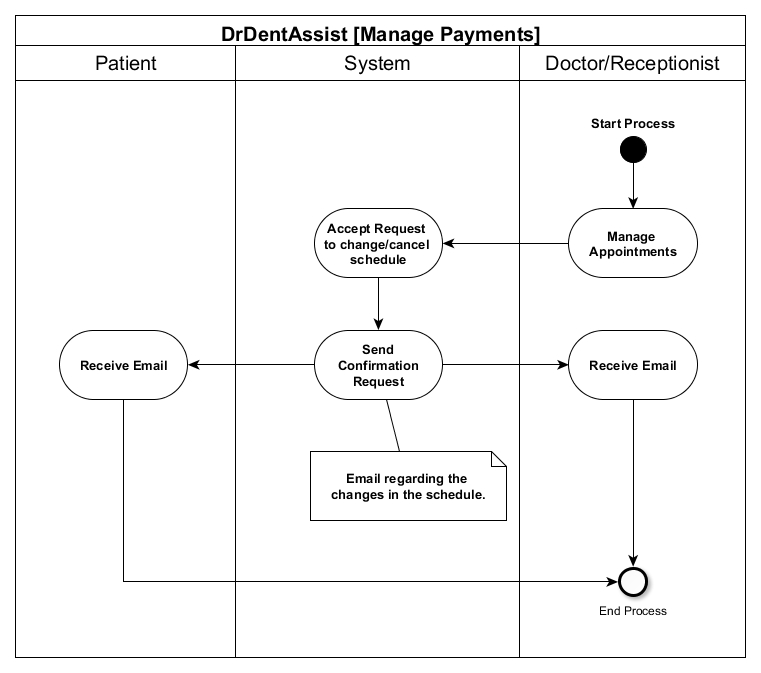 DrDentAssist [Manage Payments]
Patient
System
Doctor/Receptionist
Start Process
Accept Request
to change/cancel
schedule
Manage
Appointments
Receive Email
Send
Confirmation
Request
Receive Email
Email regarding the
changes in the schedule.
End Process